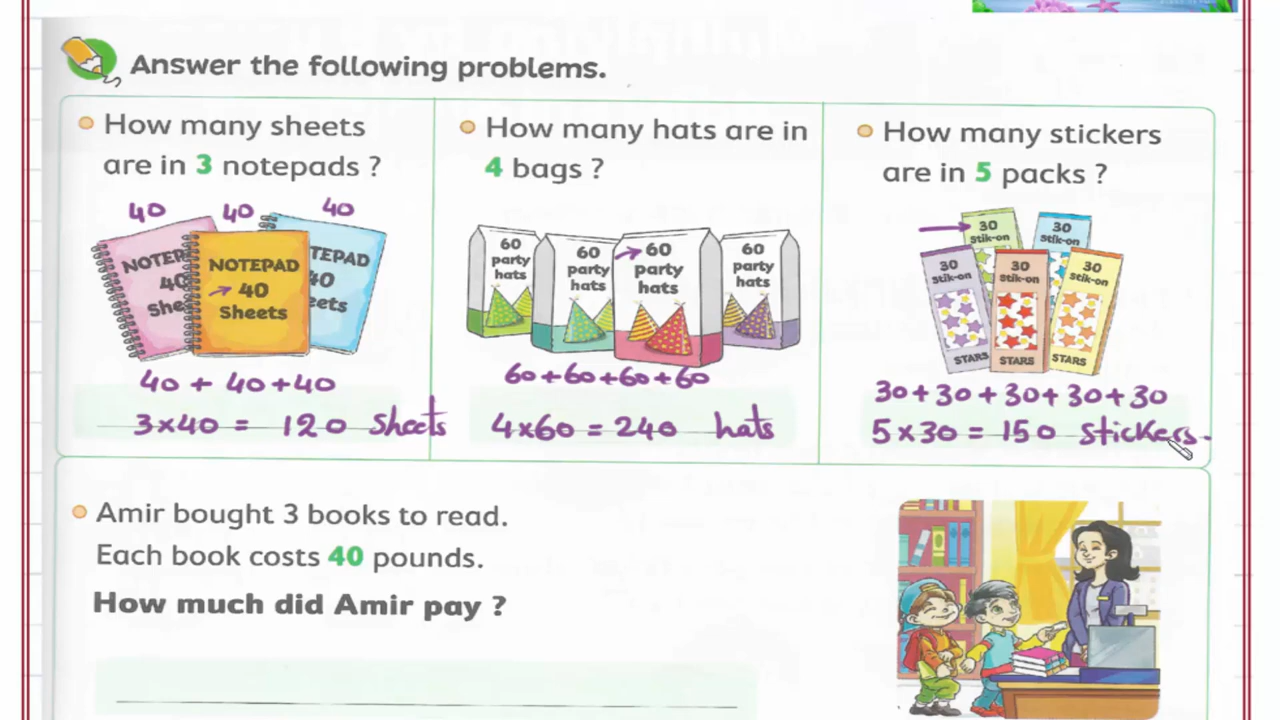 Answer the following problems.
How many sheets
are in 3 notepads ?
40 40 40
NOTEPAD
40
Sheets
TEPAD
40
eets
40 + 40 + 40
3 x 40 = 120 sheets
How many hats are in
4 bags ?
60
party
hats
60
party
hats
60
party
hats
60
party
hats
60 + 60 + 60 + 60
4 x 60 = 240 hats
How many stickers
are in 5 packs ?
30
Stik-on
30
Stik-on
30
Stik-on
30
Stik-on
30
Stik-on
STARS
STARS
STARS
30 + 30 + 30 + 30 + 30
5 x 30 = 150 stickers.
Amir bought 3 books to read.
Each book costs 40 pounds.
How much did Amir pay ?